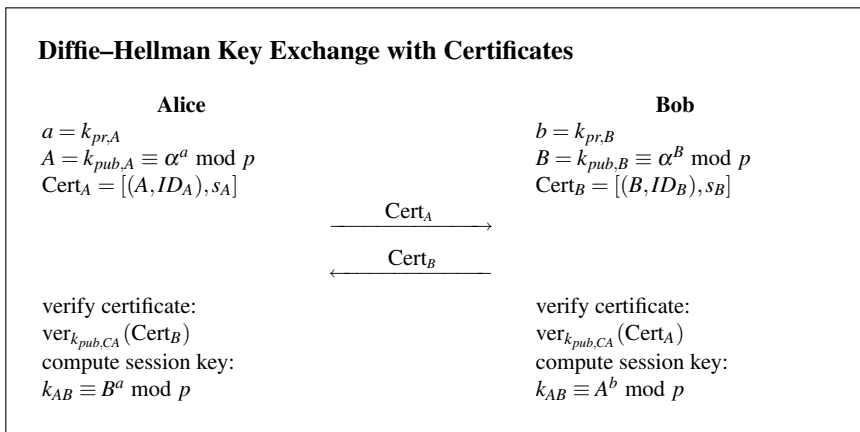 Diffie–Hellman Key Exchange with Certificates
Alice Bob
a = k_{pr,A} b = k_{pr,B}
A = k_{pub,A} ≡ α^a mod p B = k_{pub,B} ≡ α^B mod p
Cert_A = [(A, ID_A), s_A] Cert_B = [(B, ID_B), s_B]
Cert_A
Cert_B
verify certificate: verify certificate:
ver_{k_{pub,CA}}(Cert_B) ver_{k_{pub,CA}}(Cert_A)
compute session key: compute session key:
k_{AB} ≡ B^a mod p k_{AB} ≡ A^b mod p